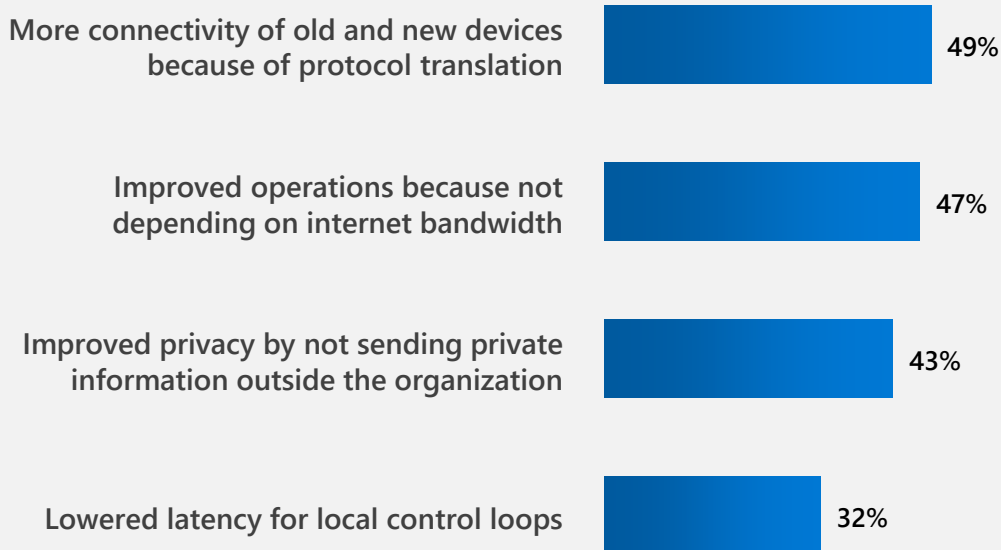 More connectivity of old and new devices
because of protocol translation
49%
Improved operations because not
depending on internet bandwidth
47%
Improved privacy by not sending private
information outside the organization
43%
Lowered latency for local control loops
32%